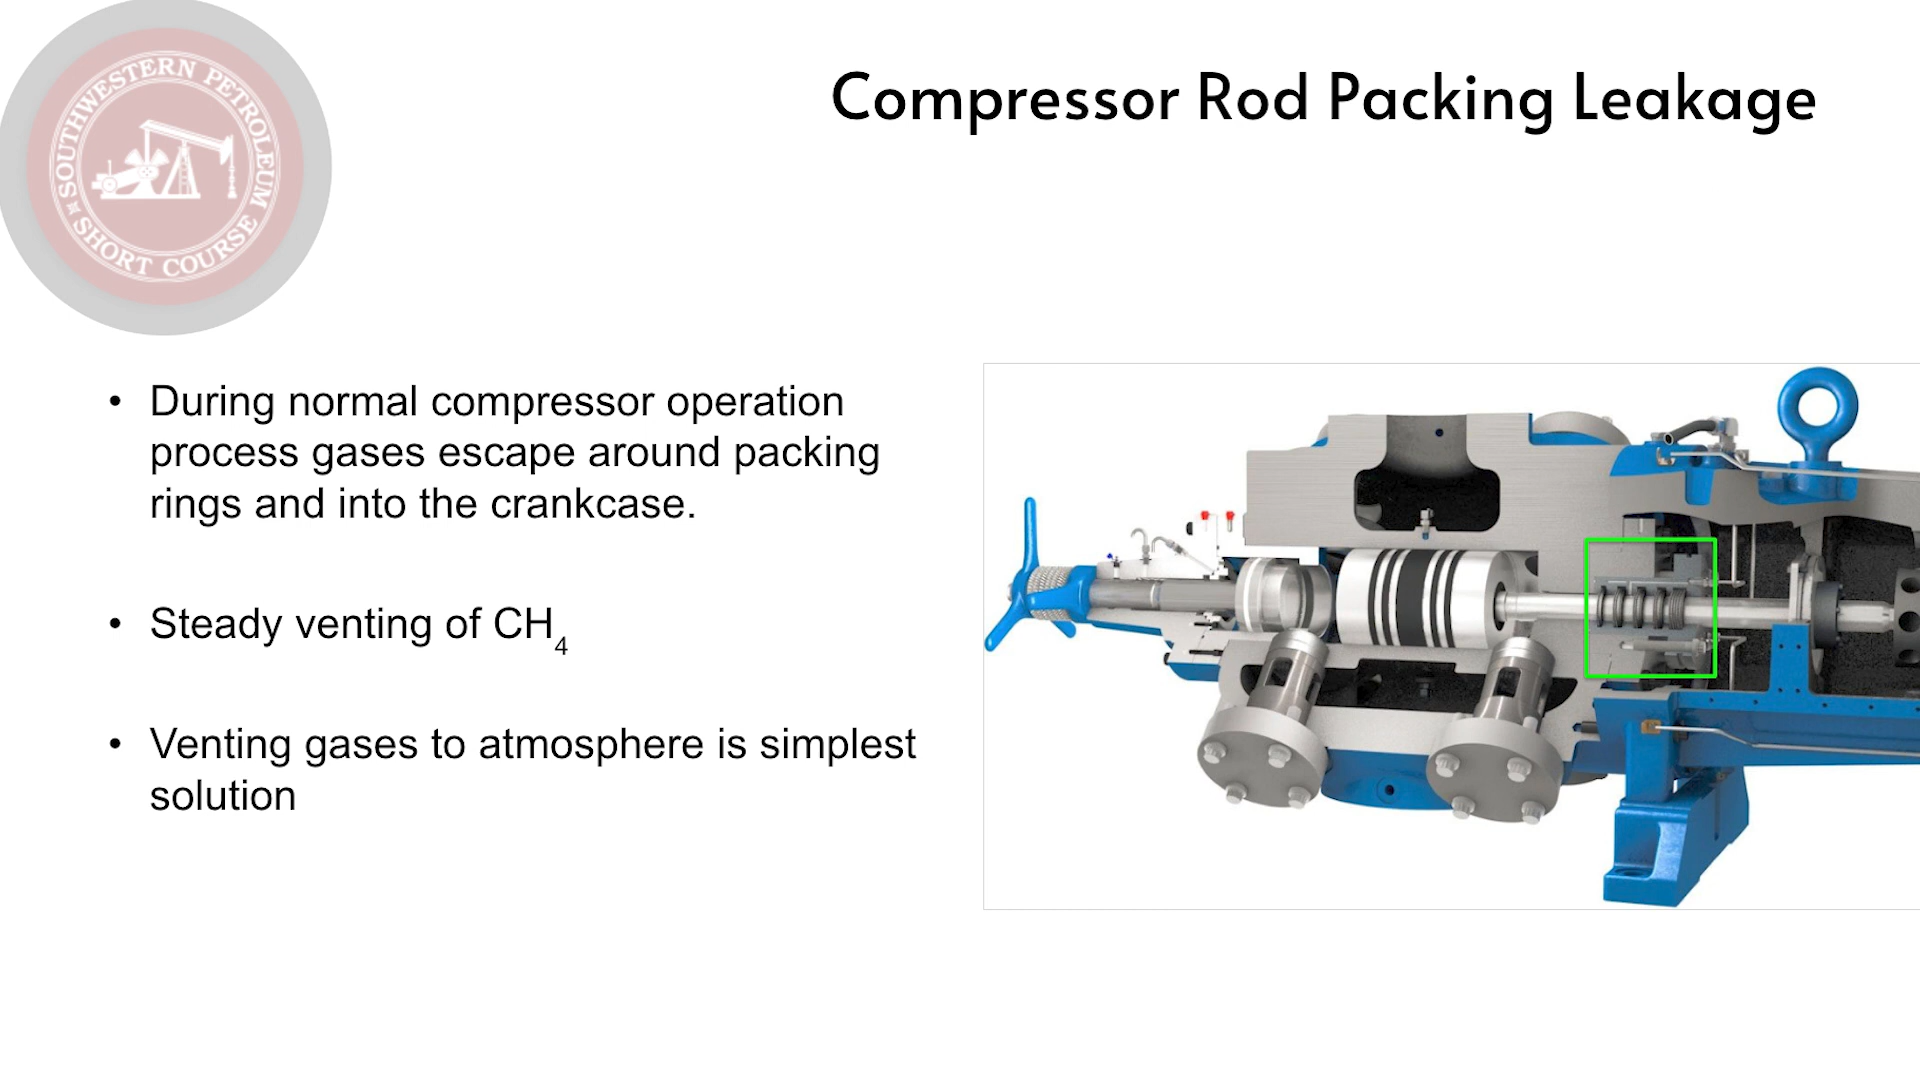 SOUTHWESTERN PETROLEUM
SHORT COURSE
Compressor Rod Packing Leakage
• During normal compressor operation
process gases escape around packing
rings and into the crankcase.
• Steady venting of CH₄
• Venting gases to atmosphere is simplest
solution